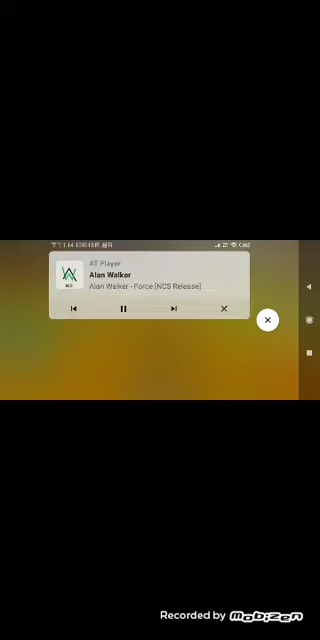 AT Player
Alan Walker
Alan Walker - Force [NCS Release]
Recorded by Mobizen